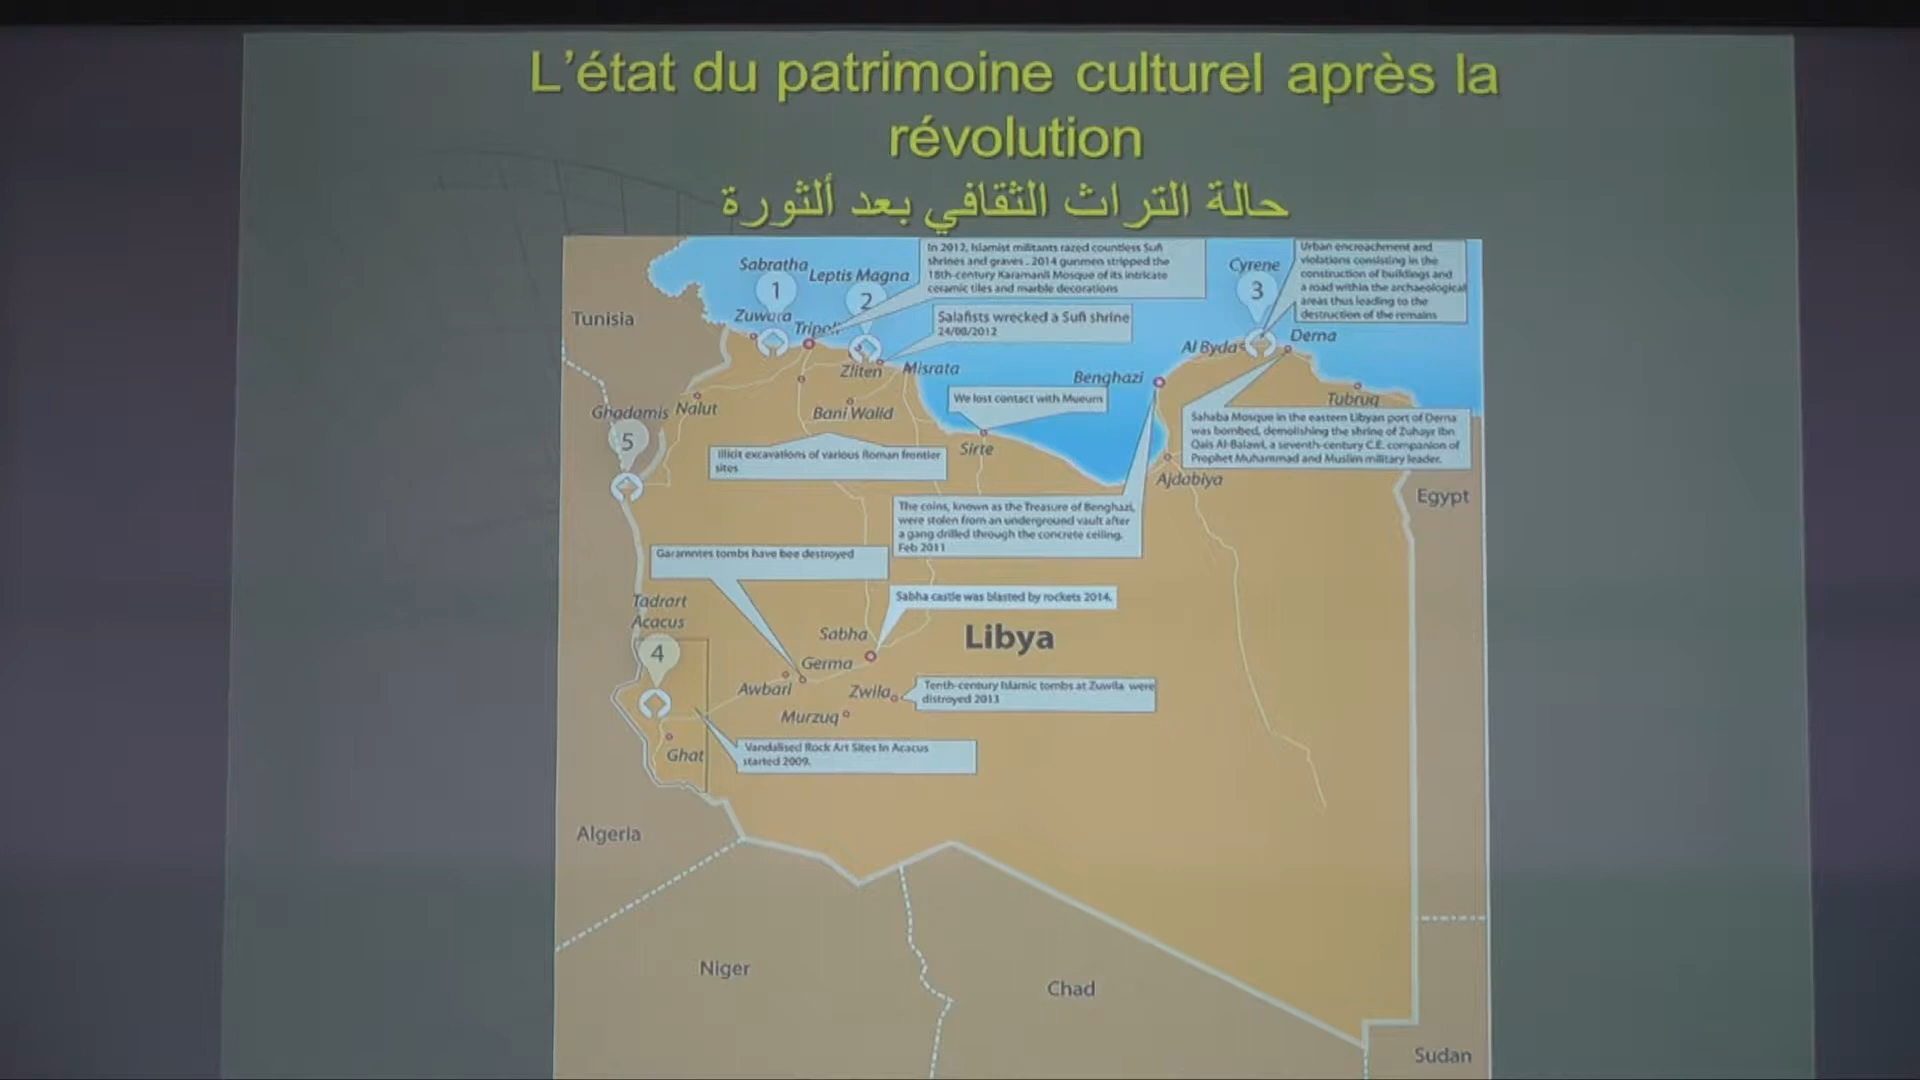 L'état du patrimoine culturel après la
révolution
حالة التراث الثقافي بعد ألثورة
In 2012, Islamist militants razed countless Sufi
shrines and graves . 2014 gunmen stripped the
18th-century Karamanli Mosque of its intricate
ceramic tiles and marble decorations
Urban encroachment and
violations consisting in the
construction of buildings and
a road within the archaeological
areas thus leading to the
destruction of the remains
Sabratha
Leptis Magna
Cyrene
1
2
3
Tunisia
Zuwara
Tripoli
Salafists wrecked a Sufi shrine
24/08/2012
Al Byda
Derna
Zliten
Misrata
Benghazi
We lost contact with Mueum
Tubruq
Ghadamis
Nalut
Bani Walid
5
Sirte
Sahaba Mosque in the eastern Libyan port of Derna
was bombed, demolishing the shrine of Zuhayr Ibn
Qais Al-Balawi, a seventh-century C.E. companion of
Prophet Muhammad and Muslim military leader.
Illicit excavations of various Roman frontier
sites
Ajdabiya
Egypt
The coins, known as the Treasure of Benghazi,
were stolen from an underground vault after
a gang drilled through the concrete ceiling.
Feb 2011
Garamntes tombs have bee destroyed
Sabha castle was blasted by rockets 2014.
Tadrart
Acacus
4
Sabha
Libya
Germa
Awbari
Zwila
Tenth-century Islamic tombs at Zuwila were
distroyed 2013
Murzuq
Ghat
Vandalised Rock Art Sites In Acacus
started 2009.
Algeria
Niger
Chad
Sudan